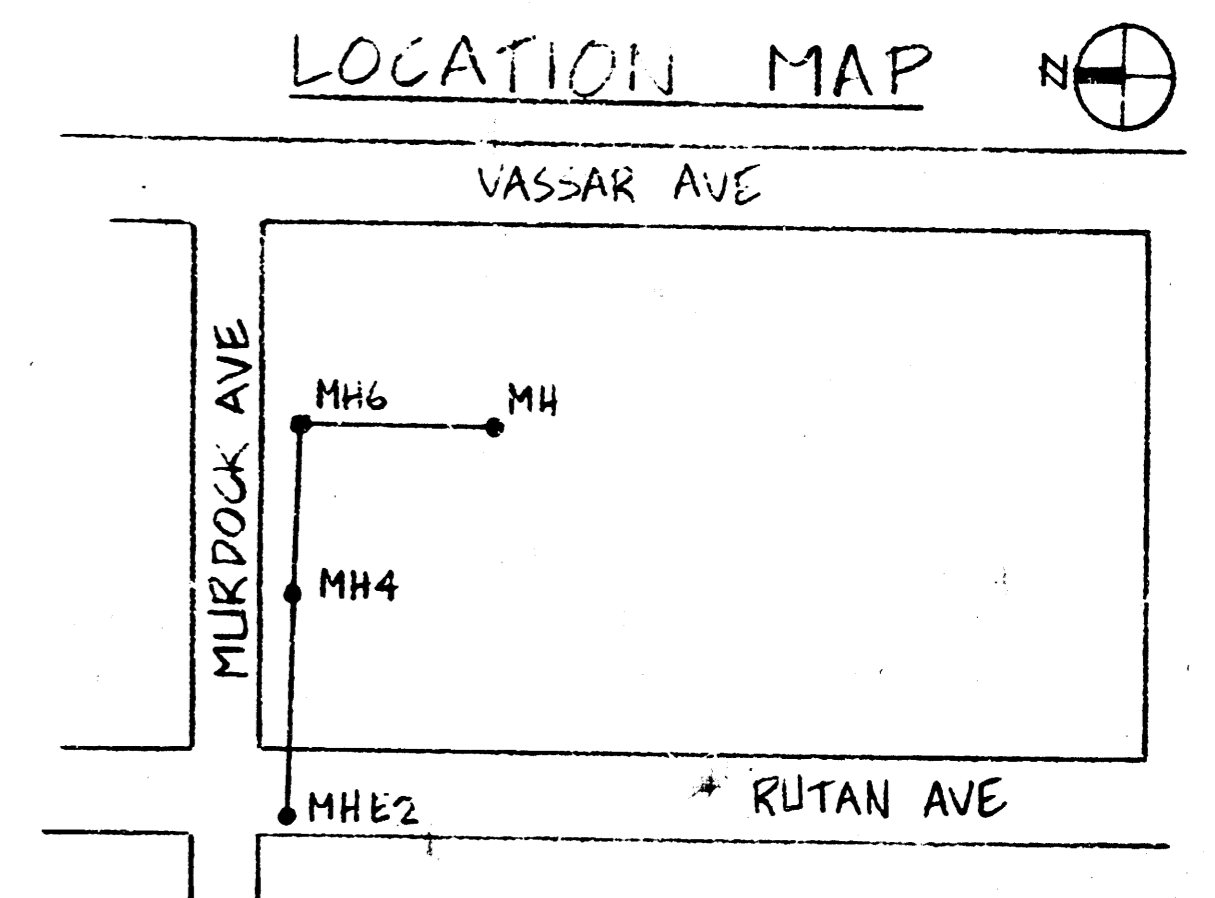 LOCATION MAP
N
VASSAR AVE
MURDOCK AVE
MH6
MH
MH4
MHE2
RUTAN AVE